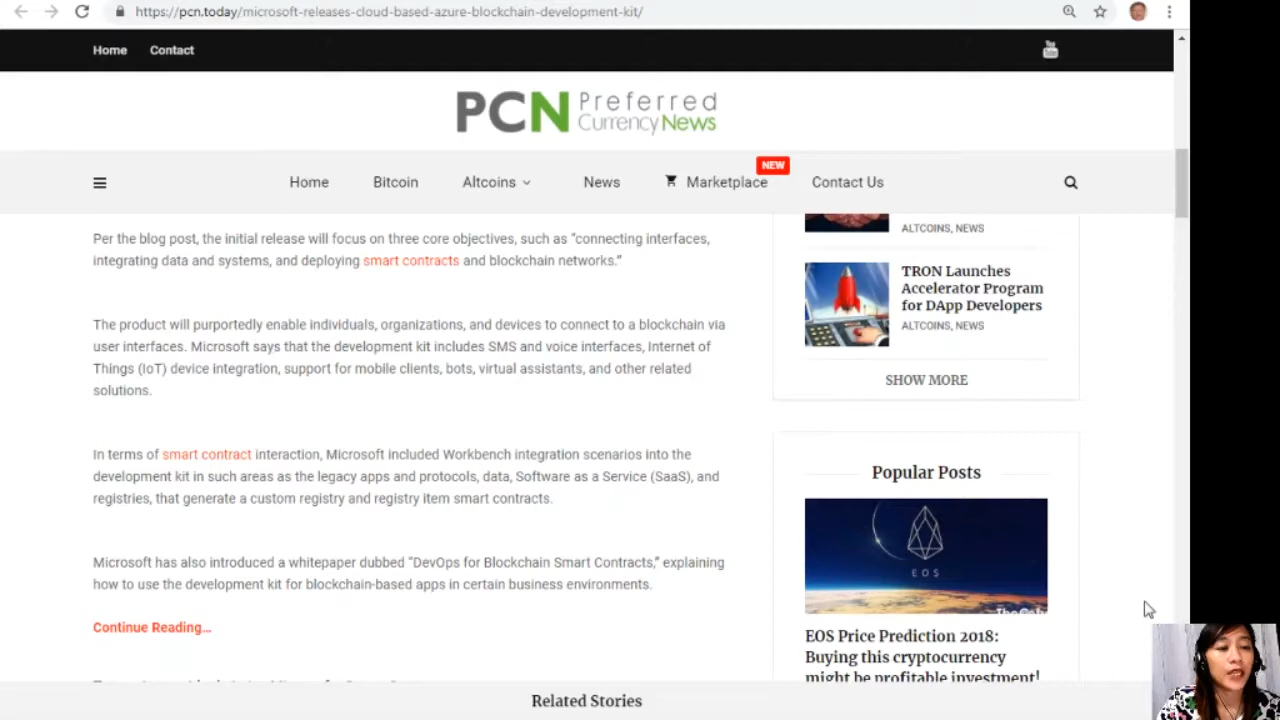 https://pcn.today/microsoft-releases-cloud-based-azure-blockchain-development-kit/
Home Contact
You Tube
PCN Preferred
Currency News
NEW
Home Bitcoin Altcoins News Marketplace Contact Us
Per the blog post, the initial release will focus on three core objectives, such as “connecting interfaces,
integrating data and systems, and deploying smart contracts and blockchain networks.”
The product will purportedly enable individuals, organizations, and devices to connect to a blockchain via
user interfaces. Microsoft says that the development kit includes SMS and voice interfaces, Internet of
Things (IoT) device integration, support for mobile clients, bots, virtual assistants, and other related
solutions.
In terms of smart contract interaction, Microsoft included Workbench integration scenarios into the
development kit in such areas as the legacy apps and protocols, data, Software as a Service (SaaS), and
registries, that generate a custom registry and registry item smart contracts.
Microsoft has also introduced a whitepaper dubbed “DevOps for Blockchain Smart Contracts,” explaining
how to use the development kit for blockchain-based apps in certain business environments.
Continue Reading...
ALTCOINS, NEWS
TRON Launches
Accelerator Program
for DApp Developers
ALTCOINS, NEWS
SHOW MORE
Popular Posts
EOS
EOS Price Prediction 2018:
Buying this cryptocurrency
might be profitable investment!
Related Stories